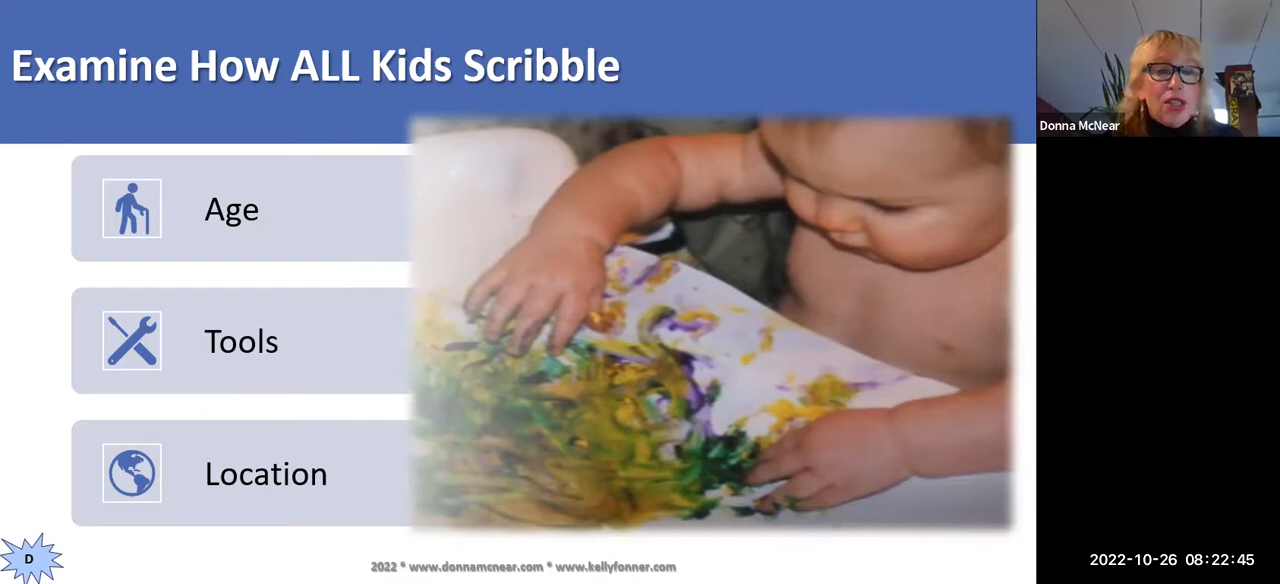 Examine How ALL Kids Scribble
Donna McNear
Age
Tools
Location
D
2022 * www.donnamcnear.com * www.kellyfonner.com
2022-10-26 08:22:45